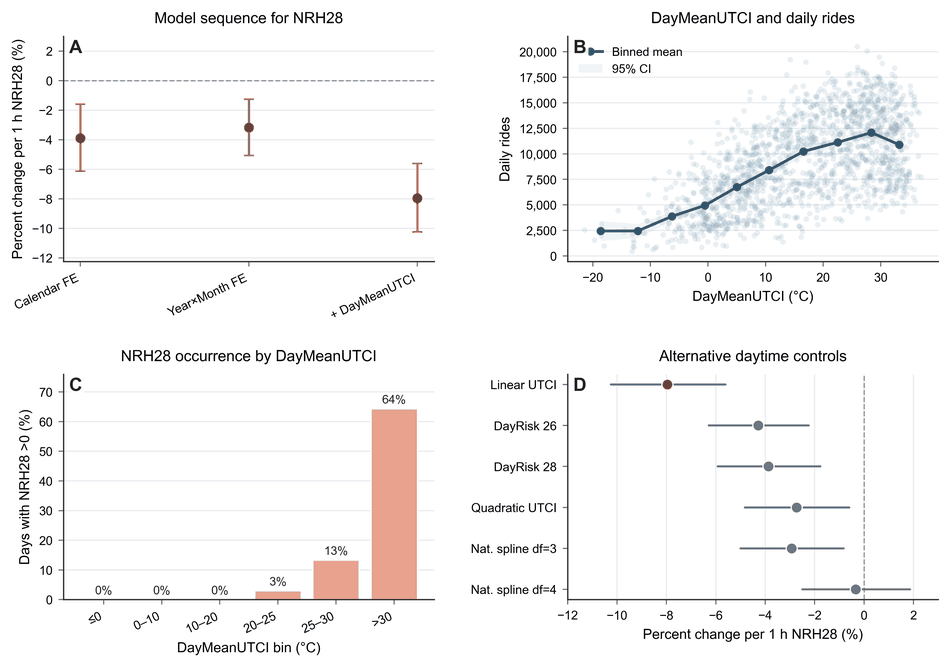 Model sequence for NRH28
A
Percent change per 1 h NRH28 (%)
2
0
−2
−4
−6
−8
−10
−12
Calendar FE
Year×Month FE
+ DayMeanUTCI
DayMeanUTCI and daily rides
B
Binned mean
95% CI
Daily rides
20,000
17,500
15,000
12,500
10,000
7,500
5,000
2,500
0
−20
−10
0
10
20
30
DayMeanUTCI (°C)
NRH28 occurrence by DayMeanUTCI
C
Days with NRH28 >0 (%)
70
60
50
40
30
20
10
0
0%
0%
0%
3%
13%
64%
≤0
0–10
10–20
20–25
25–30
>30
DayMeanUTCI bin (°C)
Alternative daytime controls
D
Linear UTCI
DayRisk 26
DayRisk 28
Quadratic UTCI
Nat. spline df=3
Nat. spline df=4
−12
−10
−8
−6
−4
−2
0
2
Percent change per 1 h NRH28 (%)